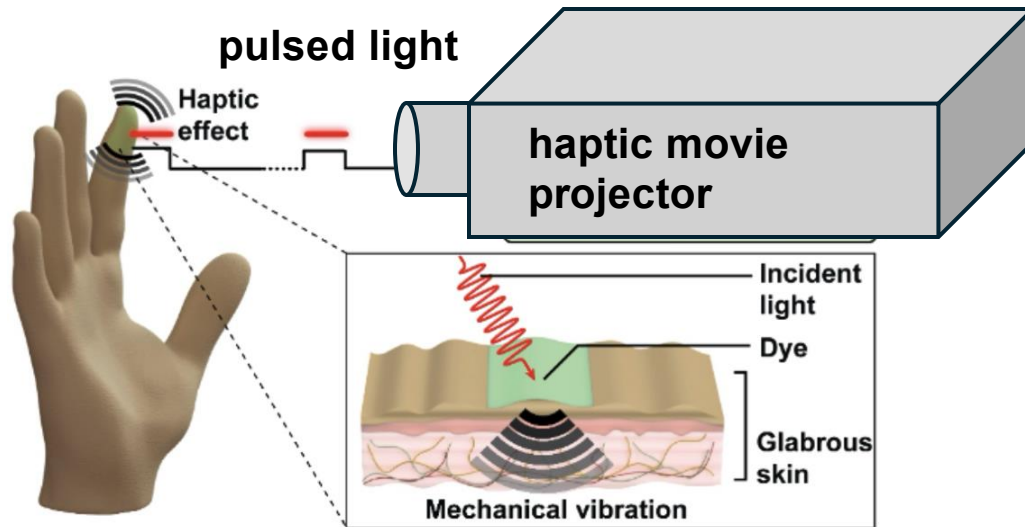 pulsed light
Haptic
effect
haptic movie
projector
Incident
light
Dye
Glabrous
skin
Mechanical vibration